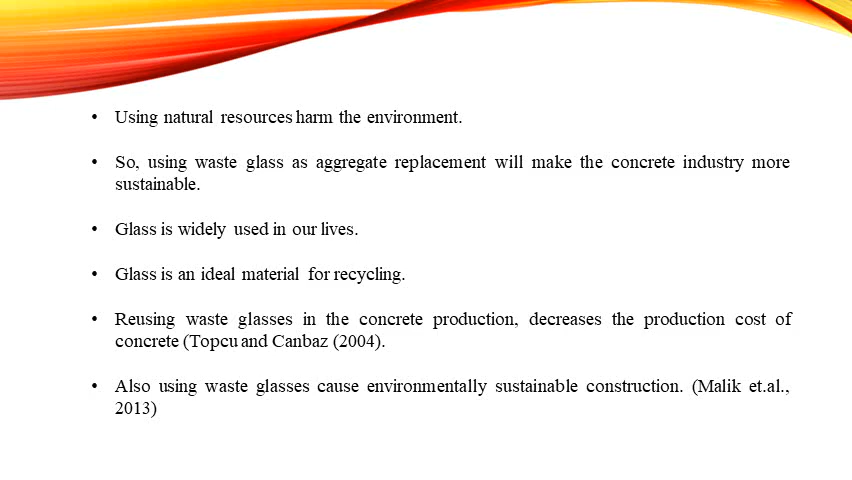 • Using natural resources harm the environment.
• So, using waste glass as aggregate replacement will make the concrete industry more
sustainable.
• Glass is widely used in our lives.
• Glass is an ideal material for recycling.
• Reusing waste glasses in the concrete production, decreases the production cost of
concrete (Topcu and Canbaz (2004).
• Also using waste glasses cause environmentally sustainable construction. (Malik et.al.,
2013)